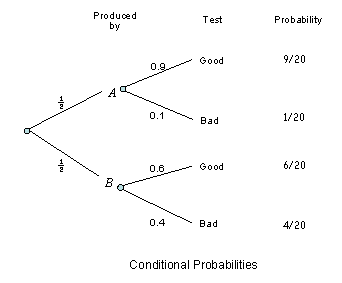 Produced by Test Probability
0.9 Good 9/20
1/2 A
0.1 Bad 1/20
1/2 B 0.6 Good 6/20
0.4 Bad 4/20
Conditional Probabilities